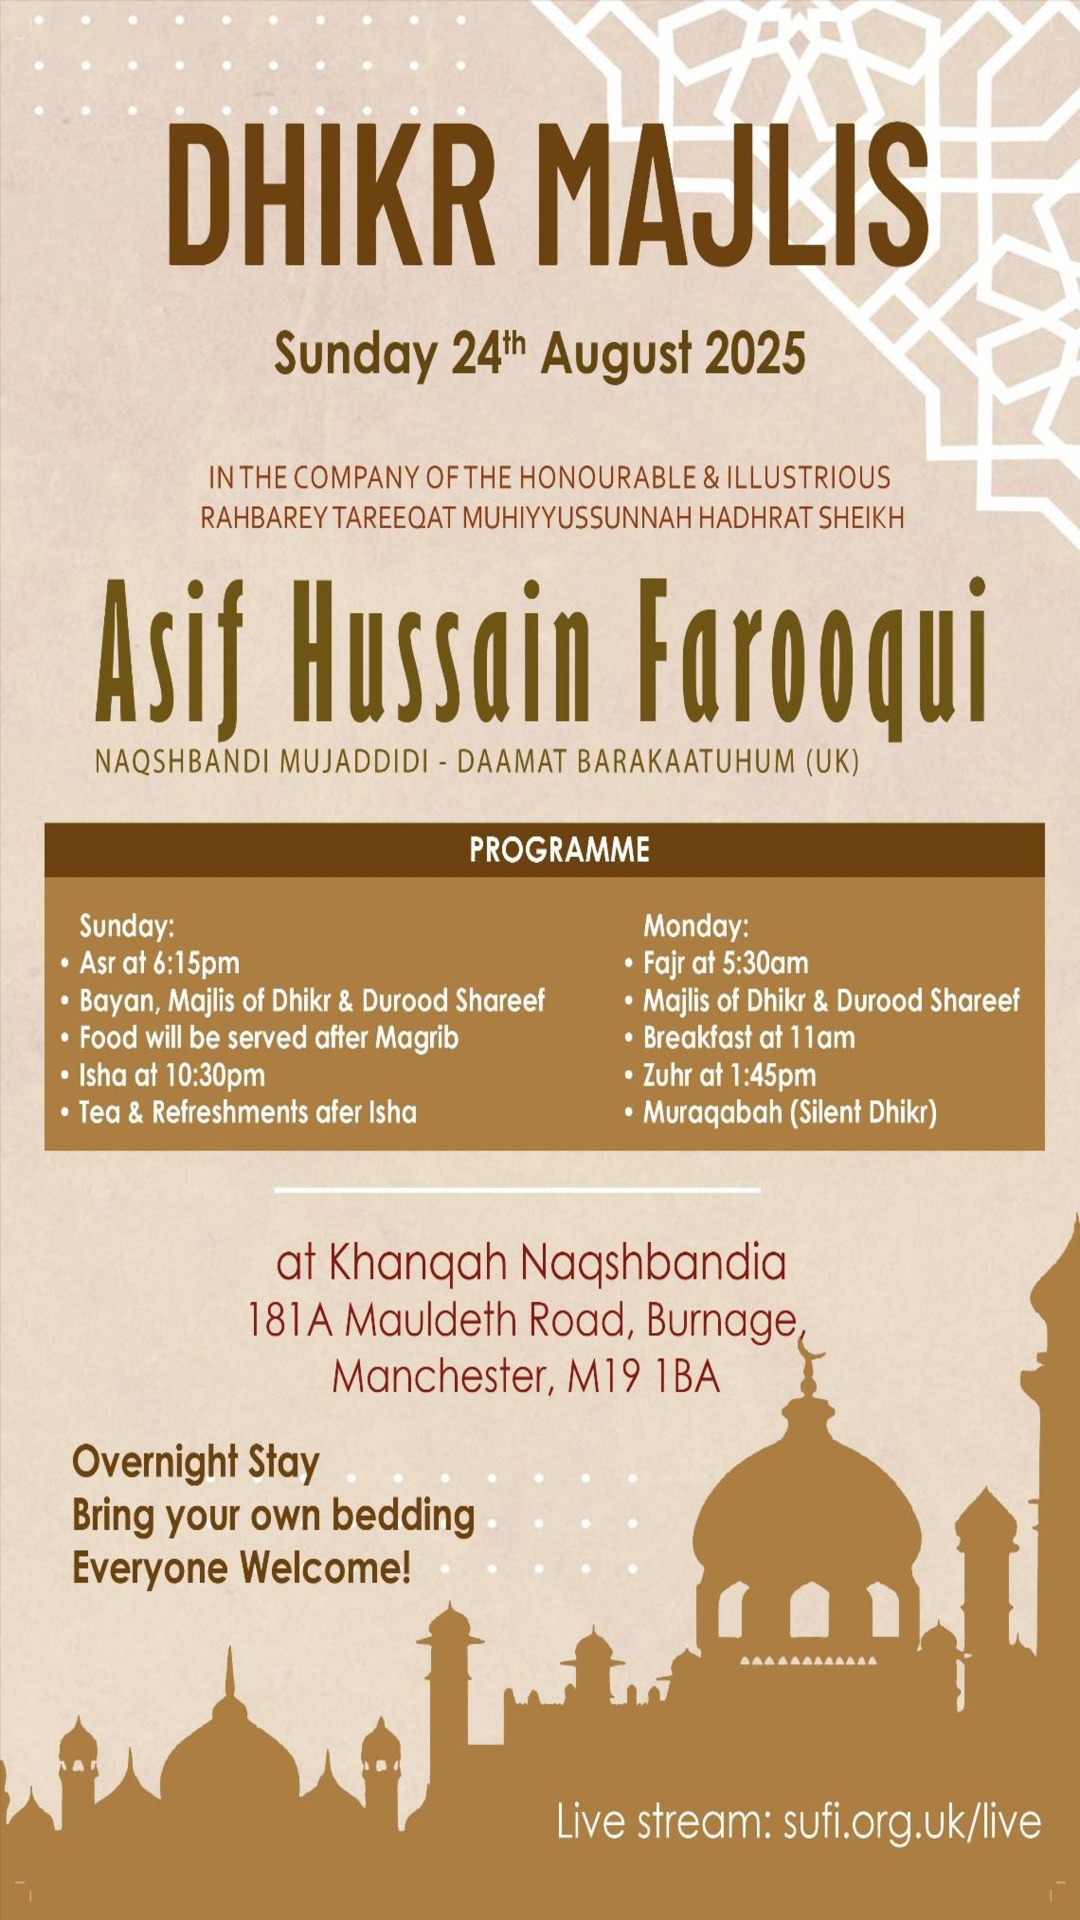 DHIKR MAJLIS
Sunday 24th August 2025
IN THE COMPANY OF THE HONOURABLE & ILLUSTRIOUS
RAHBAREY TAREEQAT MUHIYYUSSUNNAH HADHRAT SHEIKH
Asif Hussain Farooqui
NAQSHBANDI MUJADDIDI - DAAMAT BARAKAATUHUM (UK)
PROGRAMME
Sunday:
• Asr at 6:15pm
• Bayan, Majlis of Dhikr & Durood Shareef
• Food will be served after Magrib
• Isha at 10:30pm
• Tea & Refreshments afer Isha
Monday:
• Fajr at 5:30am
• Majlis of Dhikr & Durood Shareef
• Breakfast at 11am
• Zuhr at 1:45pm
• Muraqabah (Silent Dhikr)
at Khanqah Naqshbandia
181A Mauldeth Road, Burnage,
Manchester, M19 1BA
Overnight Stay
Bring your own bedding
Everyone Welcome!
Live stream: sufi.org.uk/live